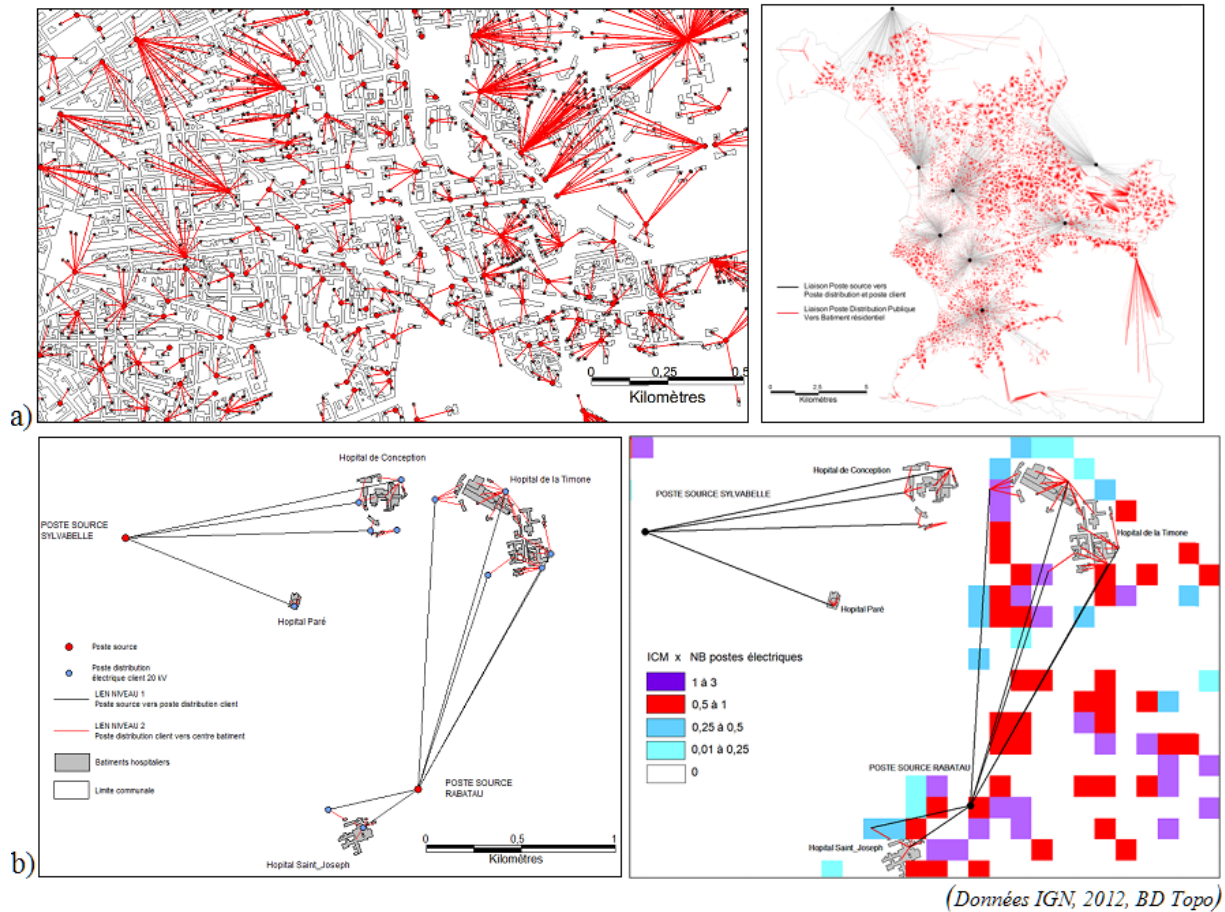 0
0,25
0,5
Kilomètres
a)
Liaison Poste source vers
Poste distribution et poste client
Liaison Poste Distribution Publique
Vers Batiment résidentiel
0
2,5
5
Kilomètres
Hopital de Conception
Hopital de la Timone
POSTE SOURCE
SYLVABELLE
Hopital Paré
Poste source
Poste distribution
électrique client 20 kV
LIEN NIVEAU 1
Poste source vers poste distribution client
LIEN NIVEAU 2
Poste distribution client vers centre batiment
Batiments hospitaliers
Limite communale
POSTE SOURCE
RABATAU
0
0,5
1
Kilomètres
Hopital Saint_Joseph
b)
Hopital de Conception
POSTE SOURCE SYLVABELLE
Hopital de la Timone
Hopital Paré
ICM x NB postes électriques
1 à 3
0,5 à 1
0,25 à 0,5
0,01 à 0,25
0
POSTE SOURCE RABATAU
Hopital Saint_Joseph
(Données IGN, 2012, BD Topo)